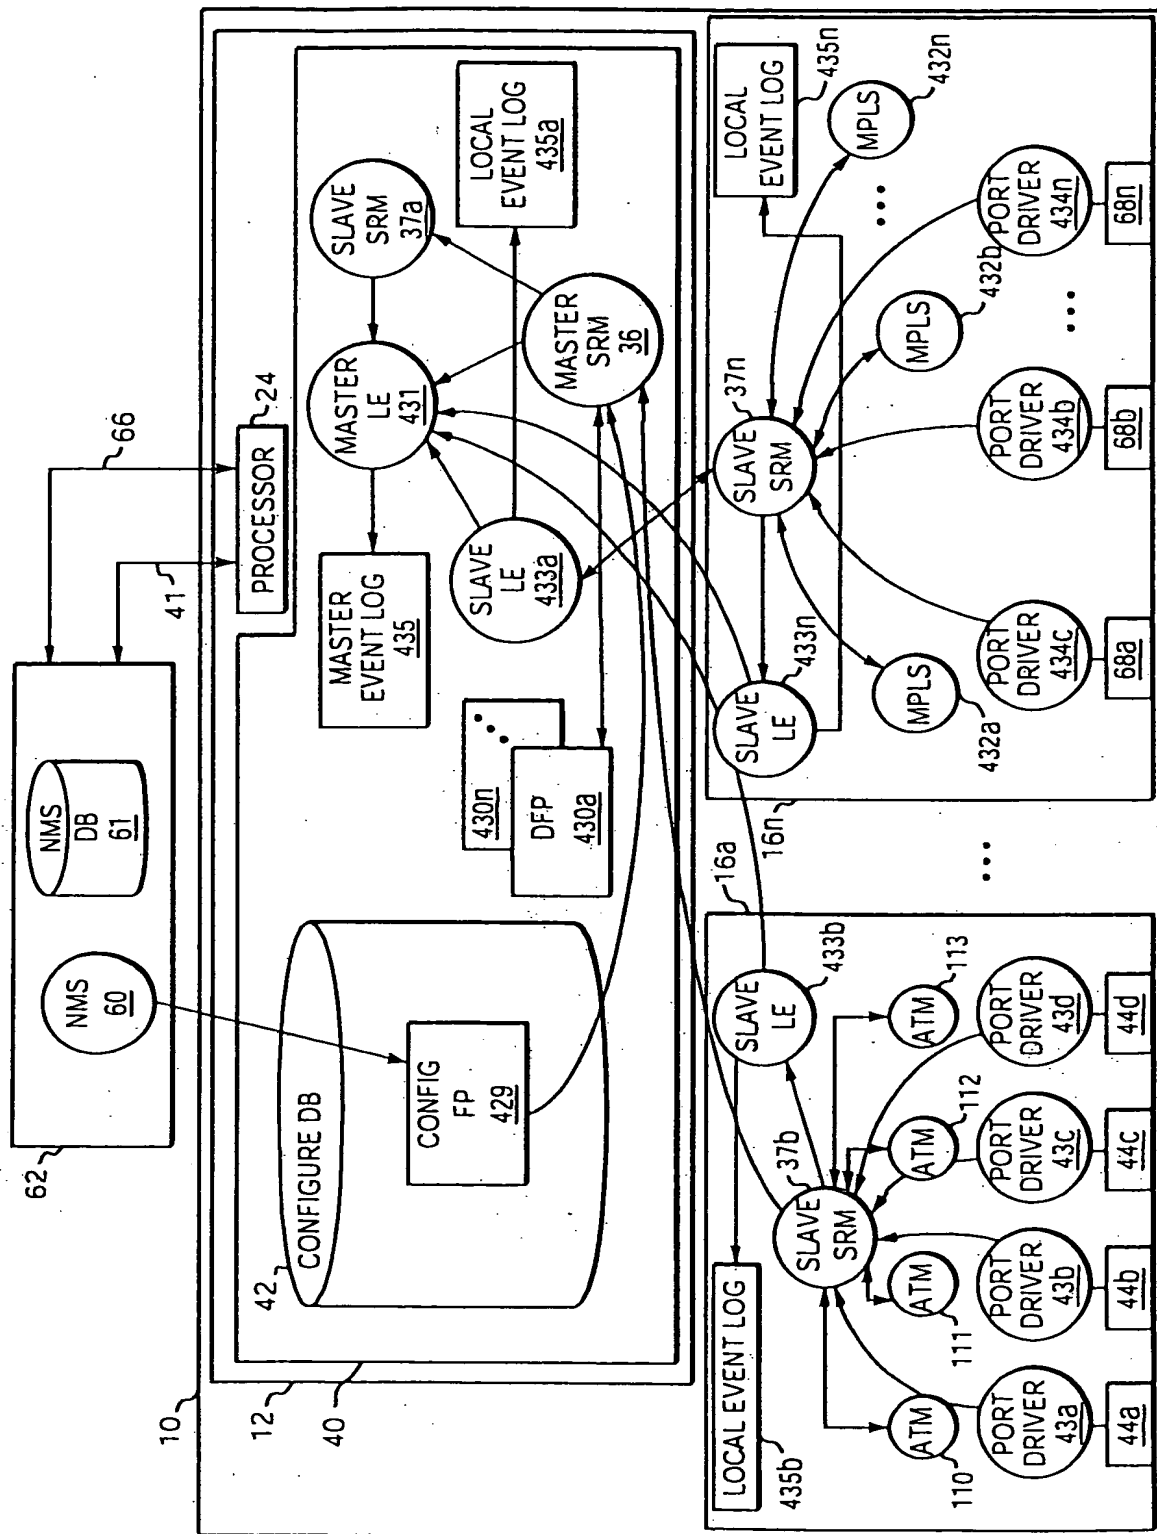 62
NMS
60
NMS
DB
61
41
66
10
12
40
PROCESSOR
24
42
CONFIGURE DB
CONFIG
FP
429
430n
DFP
430a
MASTER
EVENT LOG
435
MASTER
LE
431
SLAVE
SRM
37a
SLAVE
LE
433a
MASTER
SRM
36
LOCAL
EVENT LOG
435a
16a
LOCAL EVENT LOG
435b
SLAVE
LE
433b
SLAVE
SRM
37b
ATM
110
ATM
111
ATM
112
ATM
113
PORT
DRIVER
43a
PORT
DRIVER
43b
PORT
DRIVER
43c
PORT
DRIVER
43d
44a
44b
44c
44d
16n
SLAVE
LE
433n
SLAVE
SRM
37n
LOCAL
EVENT LOG
435n
MPLS
432a
MPLS
432b
MPLS
432n
PORT
DRIVER
434c
PORT
DRIVER
434b
PORT
DRIVER
434n
68a
68b
68n